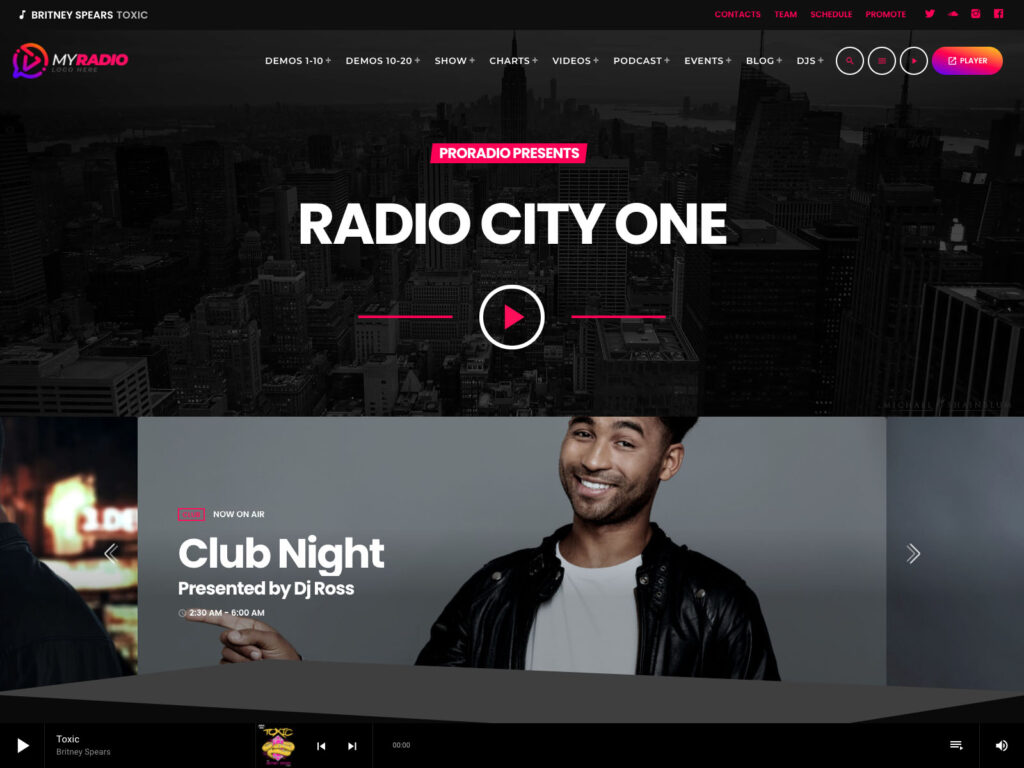 BRITNEY SPEARS TOXIC
CONTACTS TEAM SCHEDULE PROMOTE
MYRADIO
LOGO HERE
DEMOS 1-10+ DEMOS 10-20+ SHOW+ CHARTS+ VIDEOS+ PODCAST+ EVENTS+ BLOG+ DJS+
PLAYER
PRORADIO PRESENTS
RADIO CITY ONE
CLUB NOW ON AIR
Club Night
Presented by Dj Ross
2:30 AM - 6:00 AM
Toxic
Britney Spears
TOXIC
00:00